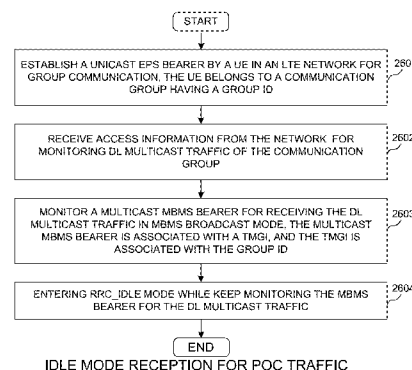 START
2601
ESTABLISH A UNICAST EPS BEARER BY A UE IN AN LTE NETWORK FOR
GROUP COMMUNICATION, THE UE BELONGS TO A COMMUNICATION
GROUP HAVING A GROUP ID
2602
RECEIVE ACCESS INFORMATION FROM THE NETWORK FOR
MONITORING DL MULTICAST TRAFFIC OF THE COMMUNICATION
GROUP
2603
MONITOR A MULTICAST MBMS BEARER FOR RECEIVING THE DL
MULTICAST TRAFFIC IN MBMS BROADCAST MODE, THE MULTICAST
MBMS BEARER IS ASSOCIATED WITH A TMGI, AND THE TMGI IS
ASSOCIATED WITH THE GROUP ID
2604
ENTERING RRC_IDLE MODE WHILE KEEP MONITORING THE MBMS
BEARER FOR THE DL MULTICAST TRAFFIC
END
IDLE MODE RECEPTION FOR POC TRAFFIC